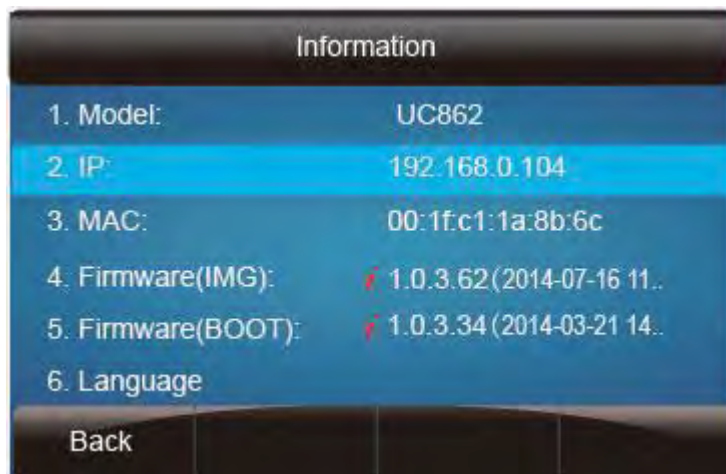 Information
1. Model: UC862
2. IP: 192.168.0.104
3. MAC: 00:1f:c1:1a:8b:6c
4. Firmware(IMG): i 1.0.3.62(2014-07-16 11..
5. Firmware(BOOT): i 1.0.3.34 (2014-03-21 14..
6. Language
Back